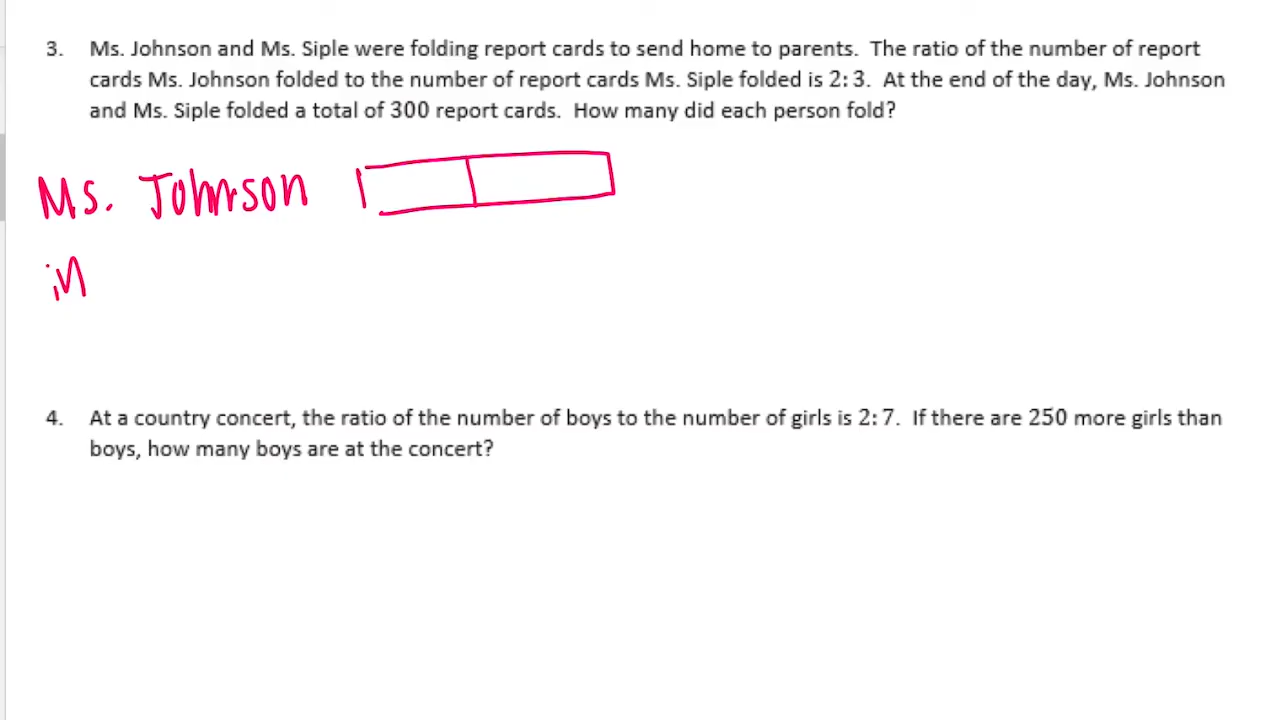 3. Ms. Johnson and Ms. Siple were folding report cards to send home to parents. The ratio of the number of report
cards Ms. Johnson folded to the number of report cards Ms. Siple folded is 2:3. At the end of the day, Ms. Johnson
and Ms. Siple folded a total of 300 report cards. How many did each person fold?
Ms. Johnson
4. At a country concert, the ratio of the number of boys to the number of girls is 2:7. If there are 250 more girls than
boys, how many boys are at the concert?